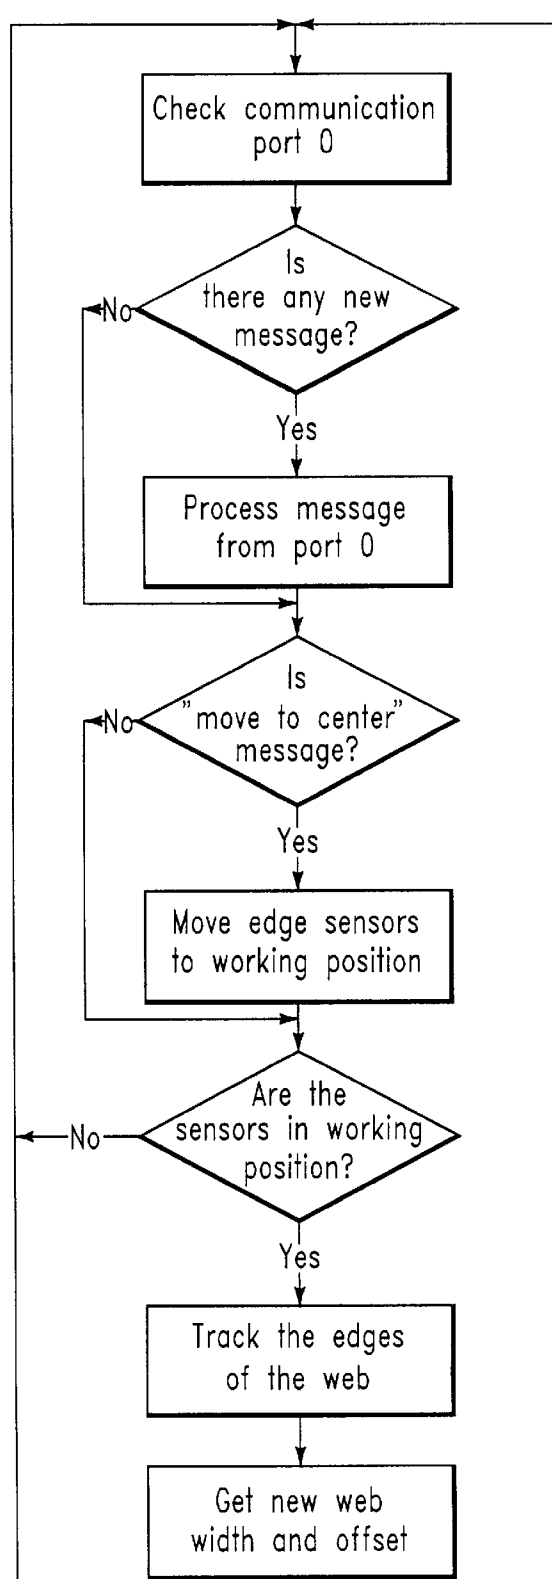 Check communication
port 0
Is
there any new
message?
No
Yes
Process message
from port 0
Is
"move to center"
message?
No
Yes
Move edge sensors
to working position
Are the
sensors in working
position?
No
Yes
Track the edges
of the web
Get new web
width and offset